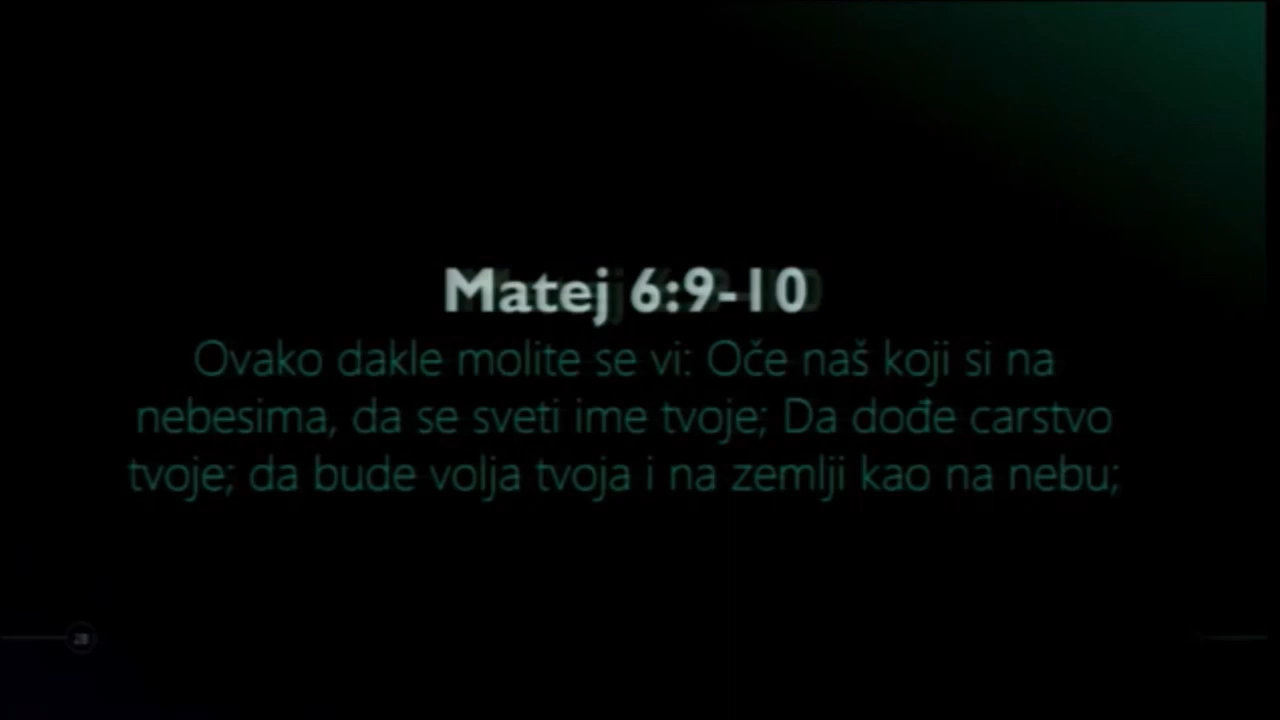 Matej 6:9-10
Ovako dakle molite se vi: Oče naš koji si na
nebesima, da se sveti ime tvoje; Da dođe carstvo
tvoje; da bude volja tvoja i na zemlji kao na nebu;
28